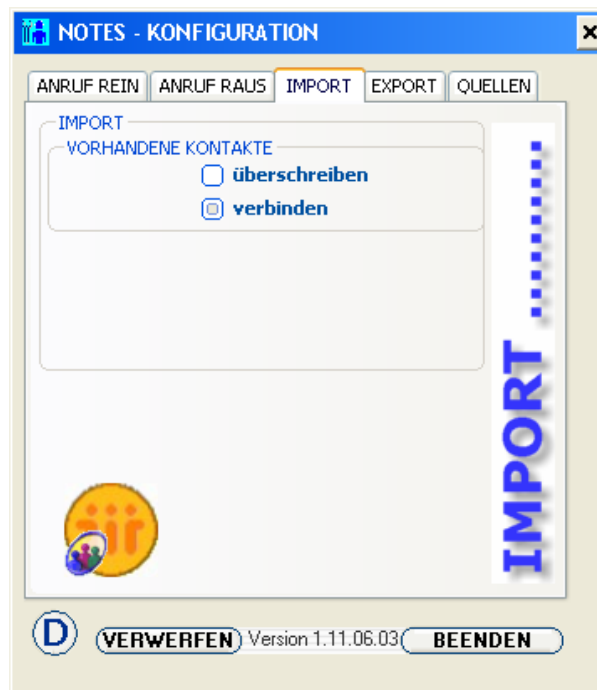 NOTES - KONFIGURATION
ANRUF REIN ANRUF RAUS IMPORT EXPORT QUELLEN
IMPORT
VORHANDENE KONTAKTE
überschreiben
verbinden
IMPORT ..........
D VERWERFEN Version 1.11.06.03 BEENDEN